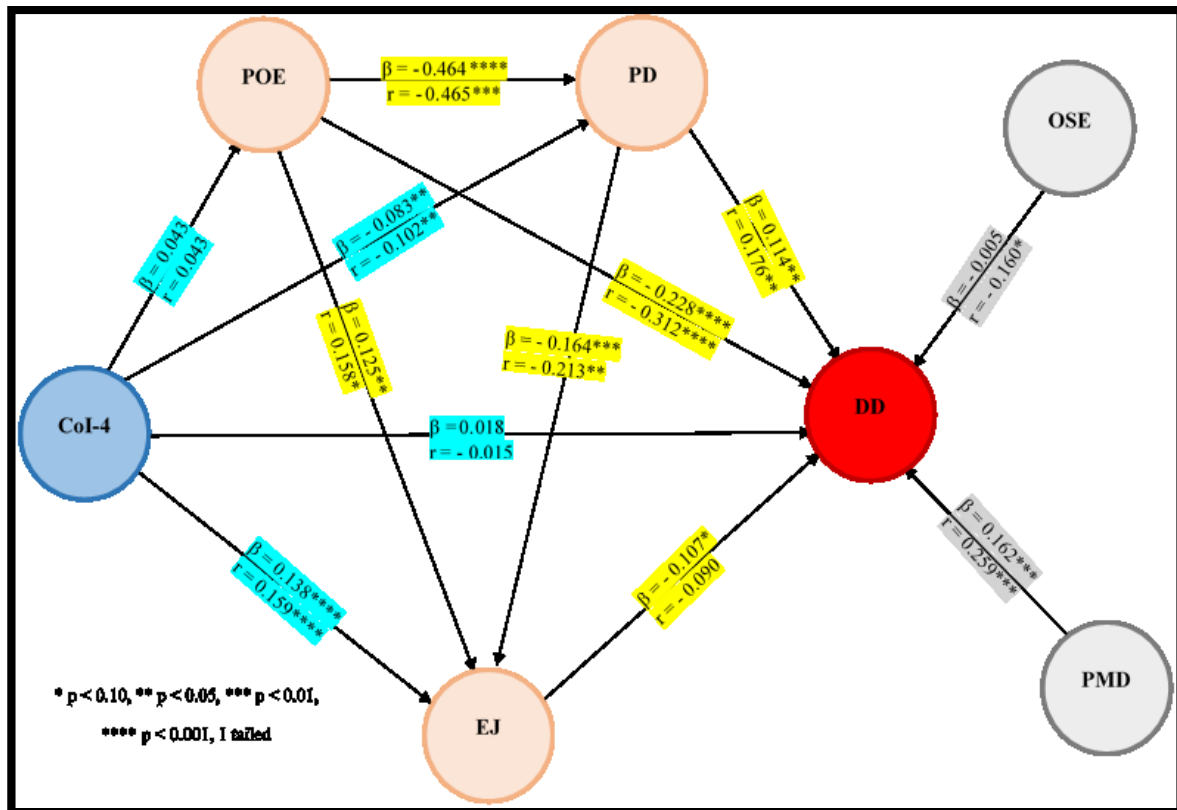 POE
β = - 0.464 ****
r = - 0.465 ***
PD
OSE
β = 0.043
r = 0.043
β = - 0.083 **
r = - 0.102 **
β = 0.114 **
r = 0.176 **
β = - 0.005
r = - 0.160 *
β = 0.125 **
r = 0.158 *
β = - 0.228 ****
r = - 0.312 ****
β = - 0.164 ***
r = - 0.213 **
CoI-4
β = 0.018
r = - 0.015
DD
β = 0.138 ****
r = 0.159 ****
β = - 0.107 *
r = - 0.090
β = 0.162 ***
r = 0.259 ***
PMD
EJ
* p < 0.10, ** p < 0.05, *** p < 0.01,
**** p < 0.001, 1 tailed